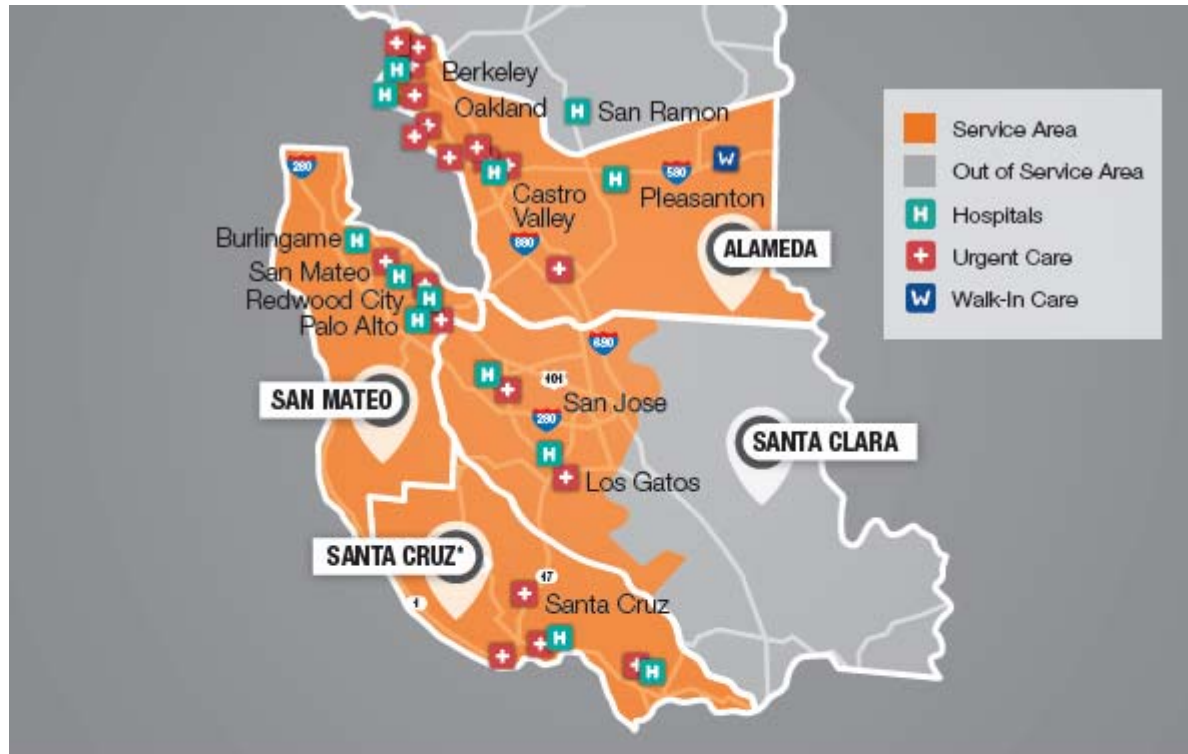 Berkeley
Oakland
H San Ramon
280
H
580
W
Castro
Valley
Pleasanton
Burlingame H
880
ALAMEDA
San Mateo H
Redwood City H
Palo Alto H
680
H
101
SAN MATEO
San Jose
280
SANTA CLARA
H
Los Gatos
SANTA CRUZ*
17
1
Santa Cruz
H
H
Service Area
Out of Service Area
H Hospitals
Urgent Care
W Walk-In Care